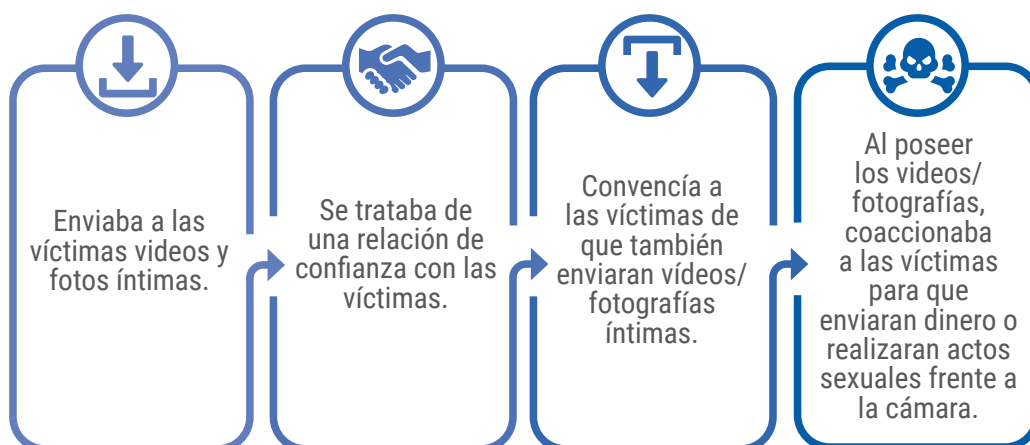 Enviaba a las
víctimas videos y
fotos íntimas.
Se trataba de
una relación de
confianza con las
víctimas.
Convencía a
las víctimas de
que también
enviaran vídeos/
fotografías
íntimas.
Al poseer
los videos/
fotografías,
coaccionaba
a las víctimas
para que
enviaran dinero o
realizaran actos
sexuales frente a
la cámara.